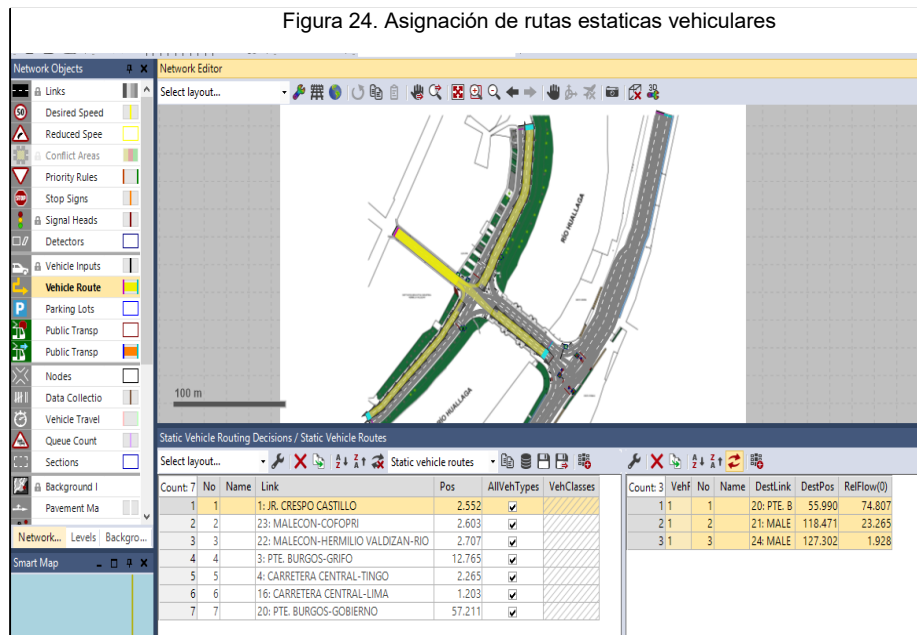 Figura 24. Asignación de rutas estaticas vehiculares
Network Objects
Network Editor
Links
Select layout...
50
Desired Speed
Reduced Spee
Conflict Areas
Priority Rules
STOP
Stop Signs
Signal Heads
Detectors
Vehicle Inputs
Vehicle Route
P
Parking Lots
Public Transp
Public Transp
Nodes
Data Collectio
Vehicle Travel
Queue Count
Sections
Background I
Pavement Ma
Network... Levels Backgro...
Smart Map
RÍO HUALLAGA
RÍO HUALLAGA
100 m
Static Vehicle Routing Decisions / Static Vehicle Routes
Select layout... Static vehicle routes
Count: 7 No Name Link Pos AllVehTypes VehClasses
1 1 1: JR. CRESPO CASTILLO 2.552
2 2 23: MALECON-COFOPRI 2.603
3 3 22: MALECON-HERMILIO VALDIZAN-RIO 2.707
4 4 3: PTE. BURGOS-GRIFO 12.765
5 5 4: CARRETERA CENTRAL-TINGO 2.265
6 6 16: CARRETERA CENTRAL-LIMA 1.203
7 7 20: PTE. BURGOS-GOBIERNO 57.211
Count: 3 VehF No Name DestLink DestPos RelFlow(0)
1 1 1 20: PTE. B 55.990 74.807
2 1 2 21: MALE 118.471 23.265
3 1 3 24: MALE 127.302 1.928